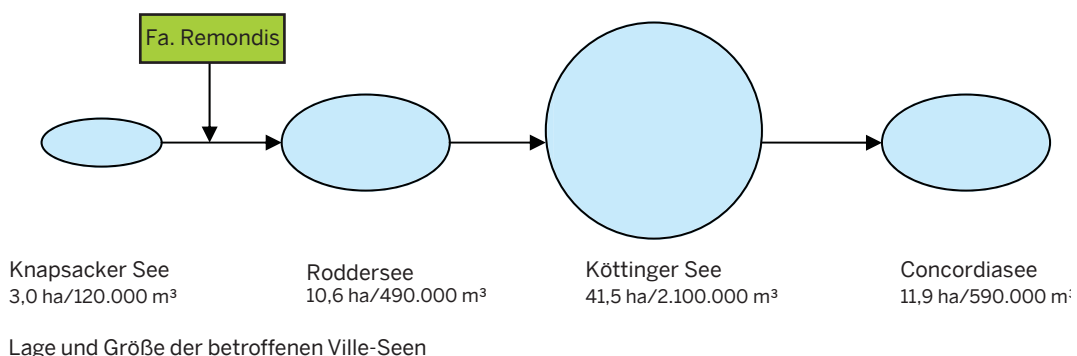 Fa. Remondis
Knapsacker See
3,0 ha/120.000 m³
Roddersee
10,6 ha/490.000 m³
Köttinger See
41,5 ha/2.100.000 m³
Concordiasee
11,9 ha/590.000 m³
Lage und Größe der betroffenen Ville-Seen